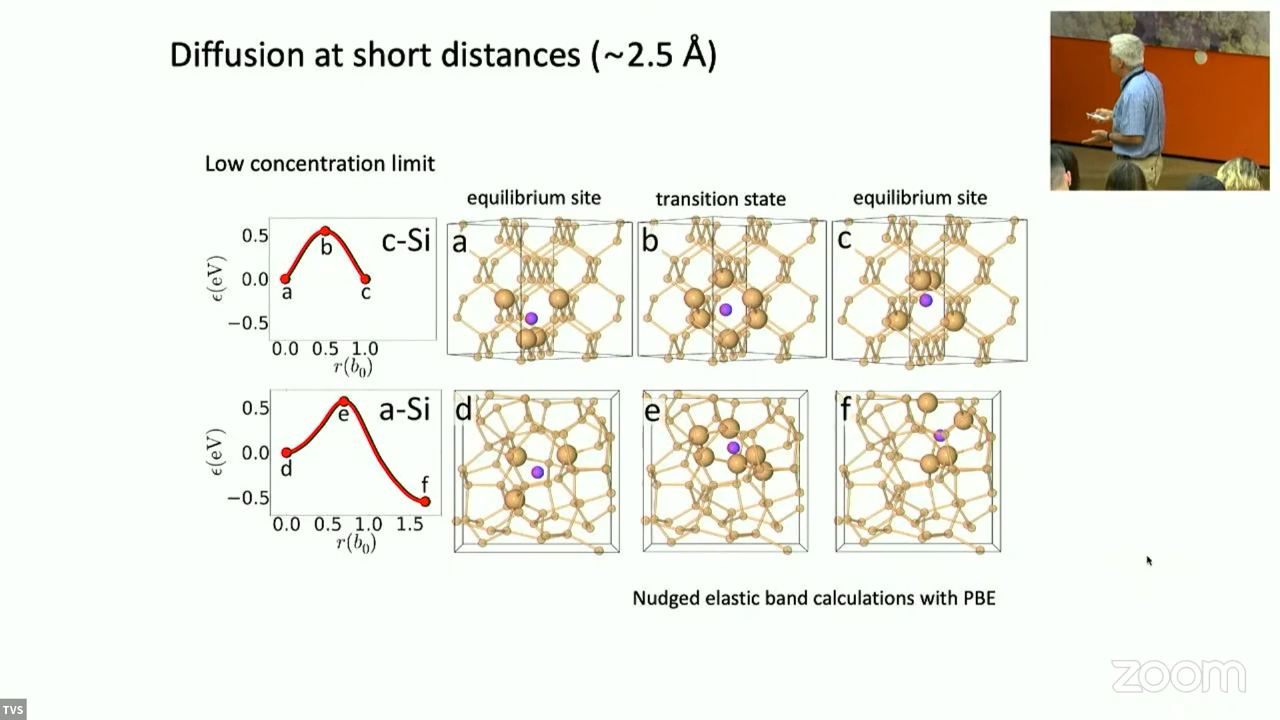 Diffusion at short distances (~2.5 Å)
Low concentration limit
equilibrium site
transition state
equilibrium site
c-Si
0.5
0.0
−0.5
ϵ(eV)
a
b
c
0.0 0.5 1.0
r(b₀)
a
b
c
a-Si
0.5
0.0
−0.5
ϵ(eV)
d
e
f
0.0 0.5 1.0 1.5
r(b₀)
d
e
f
Nudged elastic band calculations with PBE
zoom
TVS